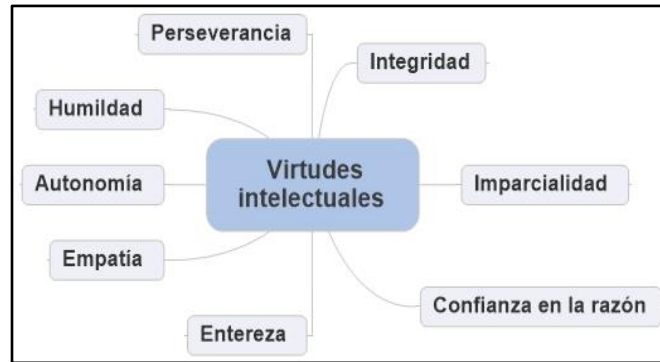 Perseverancia
Integridad
Humildad
Virtudes
intelectuales
Autonomía
Imparcialidad
Empatía
Confianza en la razón
Entereza